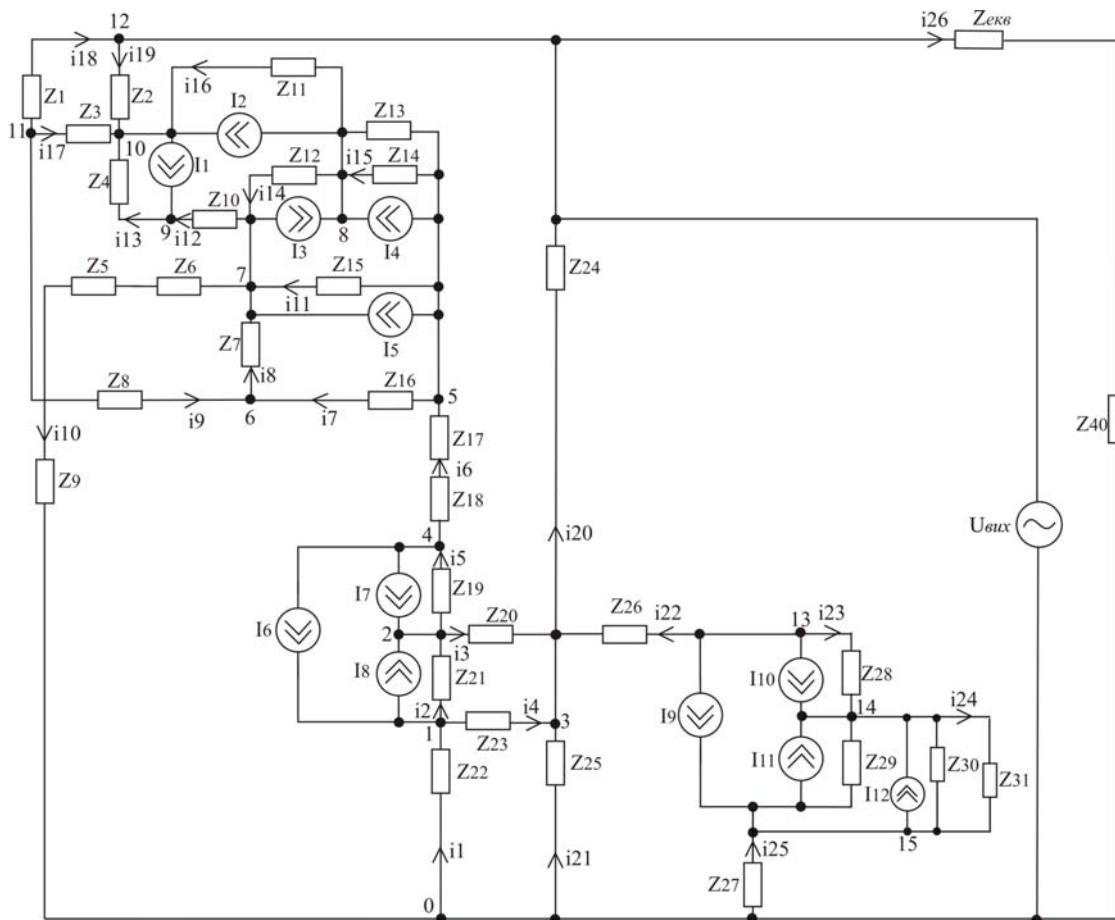 12
i26
Zекв
i18
i19
Z1
Z2
i16
Z11
Z3
I2
Z13
11
i17
10
Z4
I1
Z12
i15
Z14
i14
Z10
9
i12
i13
I3
8
I4
Z5
Z6
7
Z15
i11
Z24
I5
Z7
i8
Z8
i9
6
Z16
i7
5
i10
Z9
Z17
i6
Z18
Z40
Uвих
4
i5
i20
I7
Z19
I6
Z20
Z26
i22
13
i23
2
i3
I8
Z21
i2
i4
I10
Z28
I9
14
i24
1
Z23
3
Z22
Z25
I11
Z29
I12
Z30
Z31
15
i1
i21
i25
Z27
0